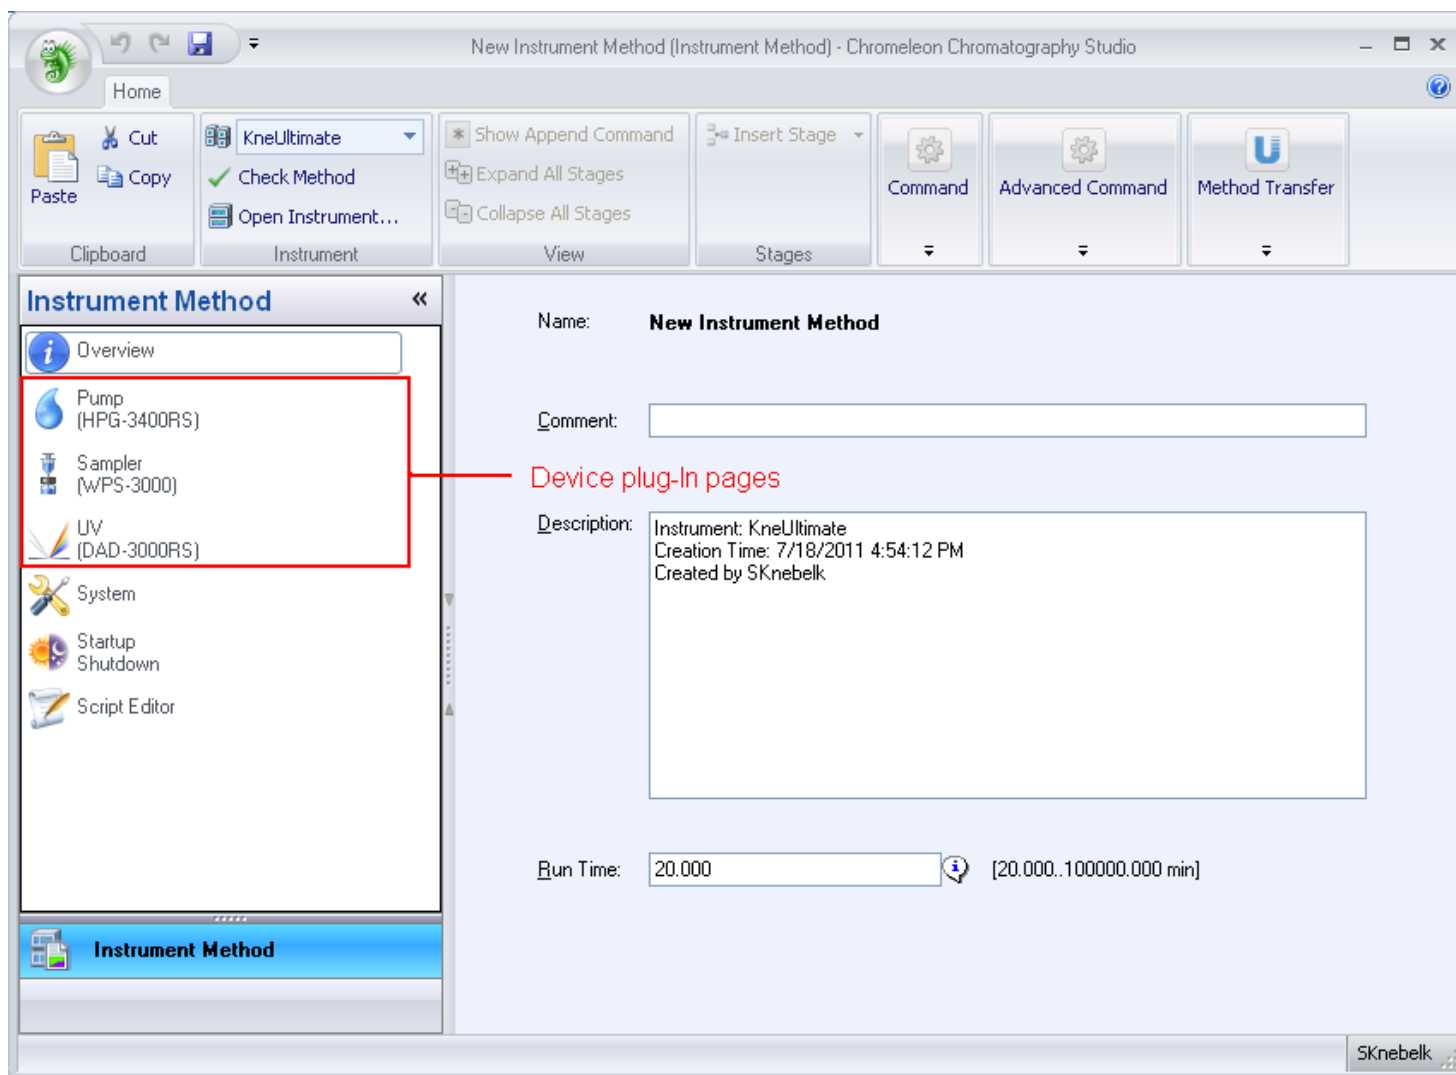 New Instrument Method (Instrument Method) - Chromeleon Chromatography Studio
Home
Paste
Cut
Copy
Clipboard
KneUltimate
Check Method
Open Instrument...
Instrument
Show Append Command
Expand All Stages
Collapse All Stages
View
Insert Stage
Stages
Command
Advanced Command
Method Transfer
Instrument Method
Overview
Pump
(HPG-3400RS)
Sampler
(WPS-3000)
UV
(DAD-3000RS)
System
Startup
Shutdown
Script Editor
Instrument Method
Name: New Instrument Method
Comment:
Device plug-In pages
Description:
Instrument: KneUltimate
Creation Time: 7/18/2011 4:54:12 PM
Created by SKnebelk
Run Time: 20.000 [20.000..100000.000 min]
SKnebelk